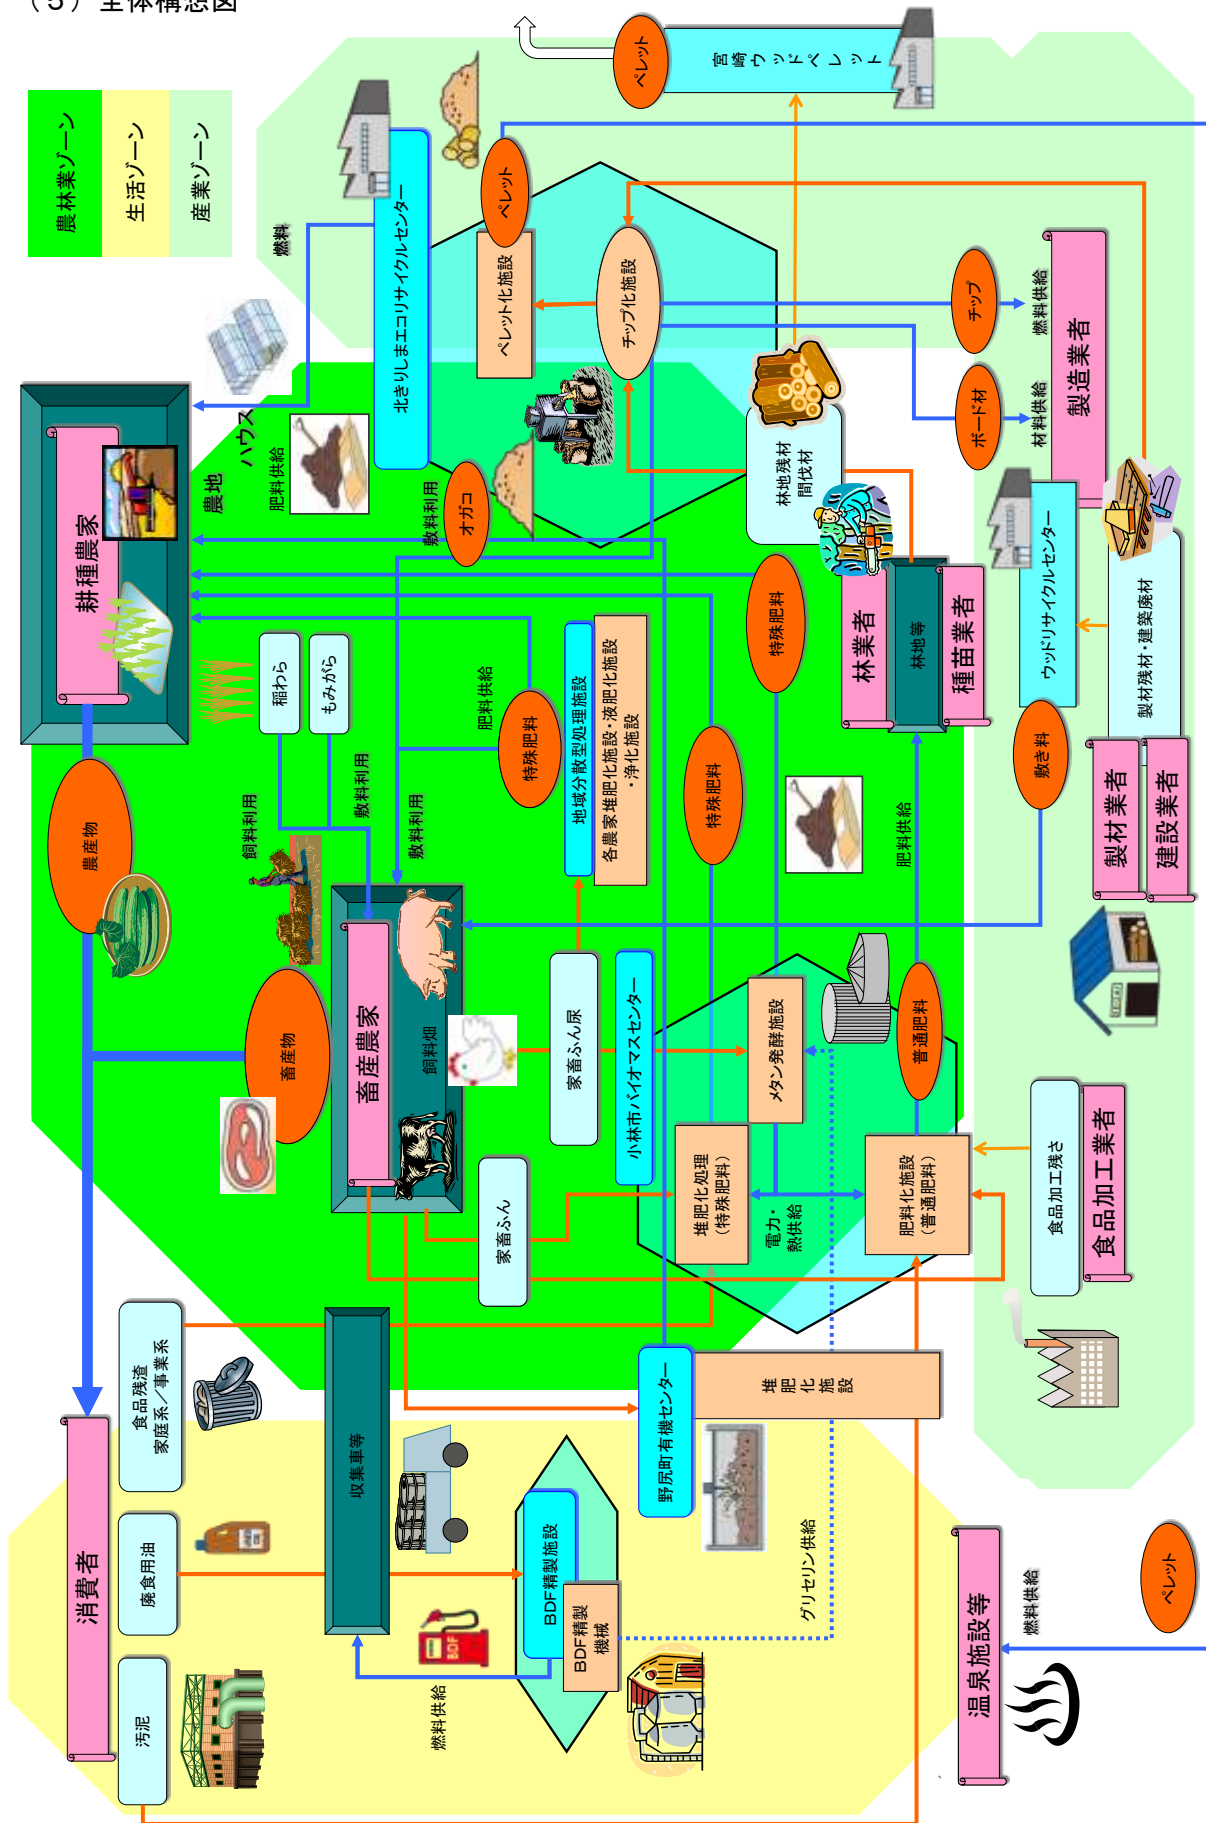 （５）全体構想図
農林業ゾーン
生活ゾーン
産業ゾーン
宮崎ウッドペレット
ペレット
北きりしまエコリサイクルセンター
燃料
ペレット
ペレット化施設
チップ化施設
チップ
燃料供給
ボード材
材料供給
製造業者
耕種農家
農地
ハウス
肥料供給
敷料利用
オガコ
林地残材
間伐材
林業者
林地等
種苗業者
ウッドリサイクルセンター
製材残材・建築廃材
敷き料
製材業者
建設業者
稲わら
もみがら
敷料利用
飼料利用
敷料利用
肥料供給
特殊肥料
地域分散型処理施設
各農家堆肥化施設・液肥化施設
・浄化施設
特殊肥料
特殊肥料
肥料供給
普通肥料
農産物
畜産物
畜産農家
飼料畑
家畜ふん尿
家畜ふん
小林市バイオマスセンター
メタン発酵施設
堆肥化処理
（特殊肥料）
電力・
熱供給
肥料化施設
（普通肥料）
食品加工残さ
食品加工業者
消費者
食品残渣
家庭系／事業系
廃食用油
汚泥
収集車等
BDF
燃料供給
BDF精製施設
BDF精製
機械
野尻町有機センター
堆肥化施設
グリセリン供給
温泉施設等
燃料供給
ペレット